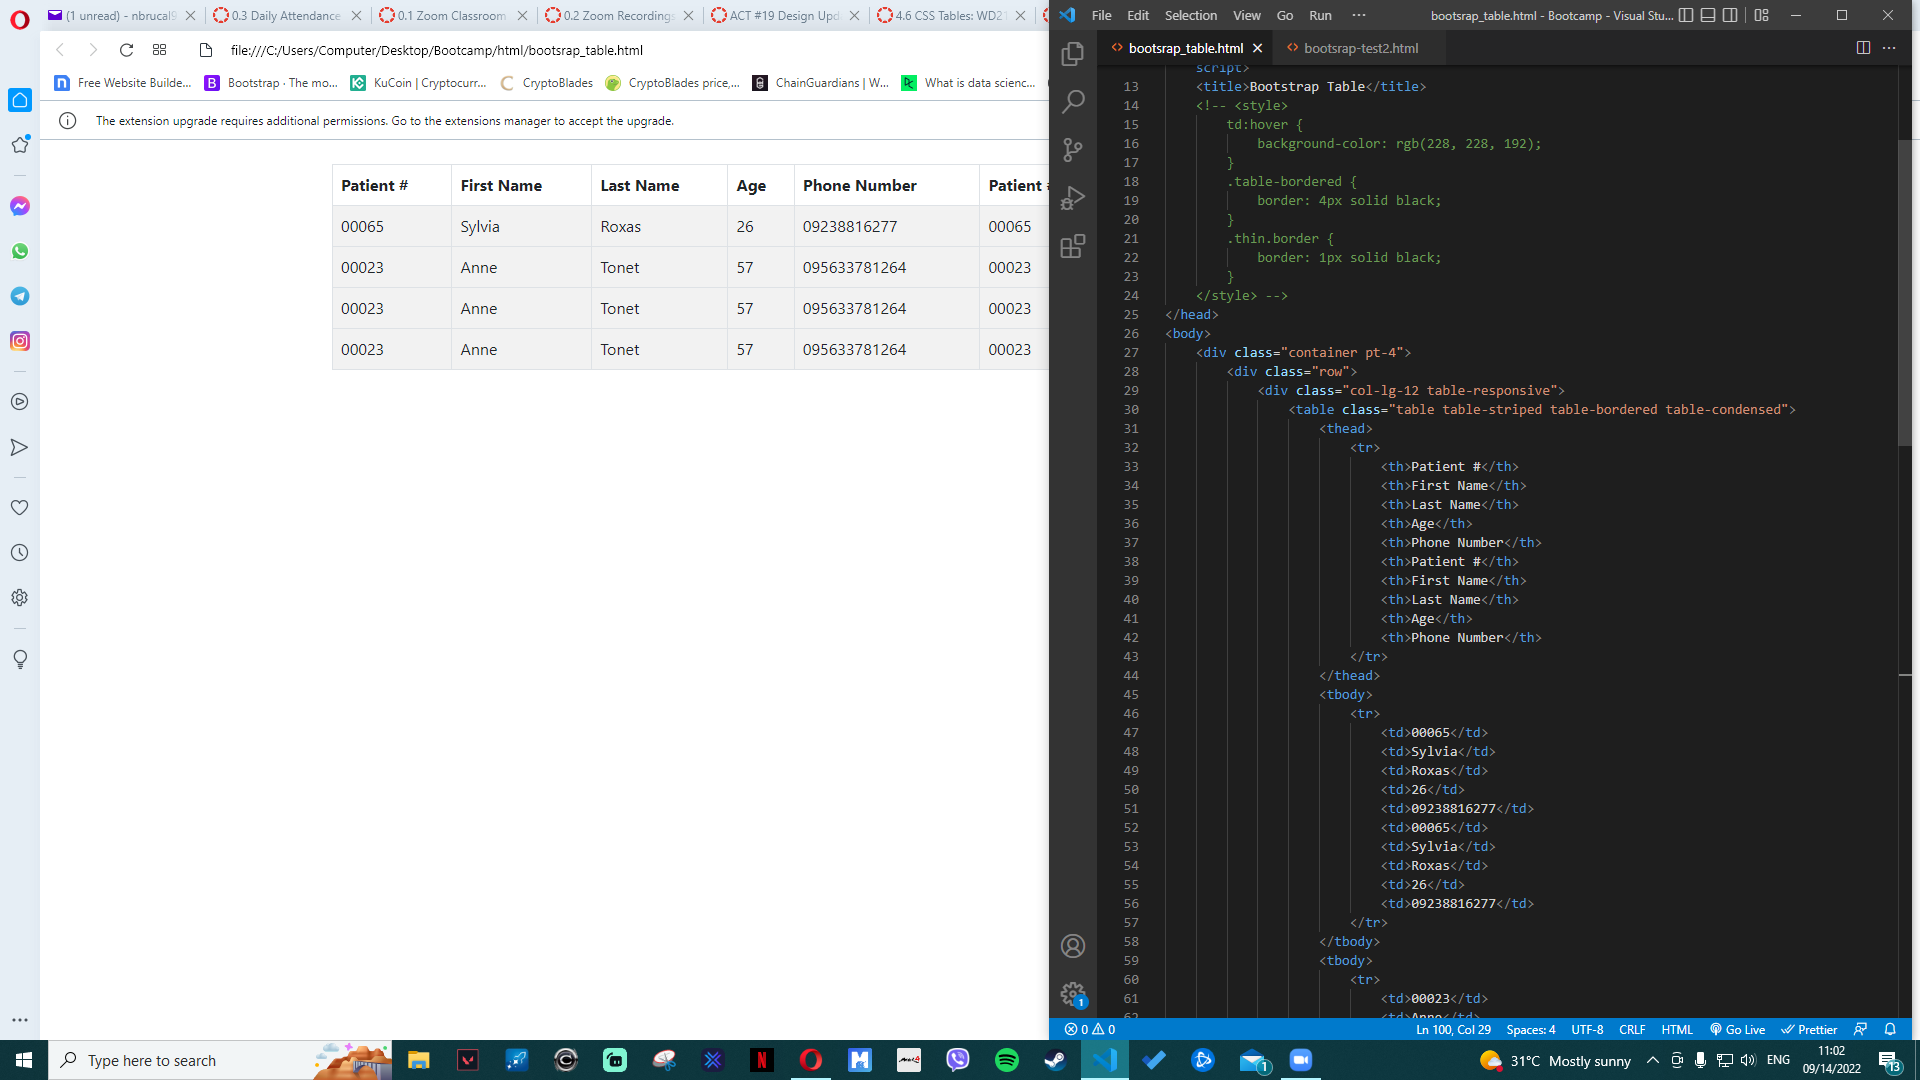 (1 unread) - nbrucal9
0.3 Daily Attendance
0.1 Zoom Classroom
0.2 Zoom Recordings
ACT #19 Design Upd
4.6 CSS Tables: WD21
file:///C:/Users/Computer/Desktop/Bootcamp/html/bootsrap_table.html
Free Website Builde...
Bootstrap · The mo...
KuCoin | Cryptocurr...
CryptoBlades
CryptoBlades price,...
ChainGuardians | W...
What is data scienc...
The extension upgrade requires additional permissions. Go to the extensions manager to accept the upgrade.
Patient # First Name Last Name Age Phone Number Patient #
00065 Sylvia Roxas 26 09238816277 00065
00023 Anne Tonet 57 095633781264 00023
00023 Anne Tonet 57 095633781264 00023
00023 Anne Tonet 57 095633781264 00023
File Edit Selection View Go Run ··· bootsrap_table.html - Bootcamp - Visual Stu...
bootsrap_table.html bootsrap-test2.html
script>
13 <title>Bootstrap Table</title>
14 <!-- <style>
15 td:hover {
16 background-color: rgb(228, 228, 192);
17 }
18 .table-bordered {
19 border: 4px solid black;
20 }
21 .thin.border {
22 border: 1px solid black;
23 }
24 </style> -->
25 </head>
26 <body>
27 <div class="container pt-4">
28 <div class="row">
29 <div class="col-lg-12 table-responsive">
30 <table class="table table-striped table-bordered table-condensed">
31 <thead>
32 <tr>
33 <th>Patient #</th>
34 <th>First Name</th>
35 <th>Last Name</th>
36 <th>Age</th>
37 <th>Phone Number</th>
38 <th>Patient #</th>
39 <th>First Name</th>
40 <th>Last Name</th>
41 <th>Age</th>
42 <th>Phone Number</th>
43 </tr>
44 </thead>
45 <tbody>
46 <tr>
47 <td>00065</td>
48 <td>Sylvia</td>
49 <td>Roxas</td>
50 <td>26</td>
51 <td>09238816277</td>
52 <td>00065</td>
53 <td>Sylvia</td>
54 <td>Roxas</td>
55 <td>26</td>
56 <td>09238816277</td>
57 </tr>
58 </tbody>
59 <tbody>
60 <tr>
61 <td>00023</td>
62 <td>Anne</td>
1
0 0 Ln 100, Col 29 Spaces: 4 UTF-8 CRLF HTML Go Live Prettier
Type here to search
1
31°C Mostly sunny ENG
11:02
09/14/2022
13